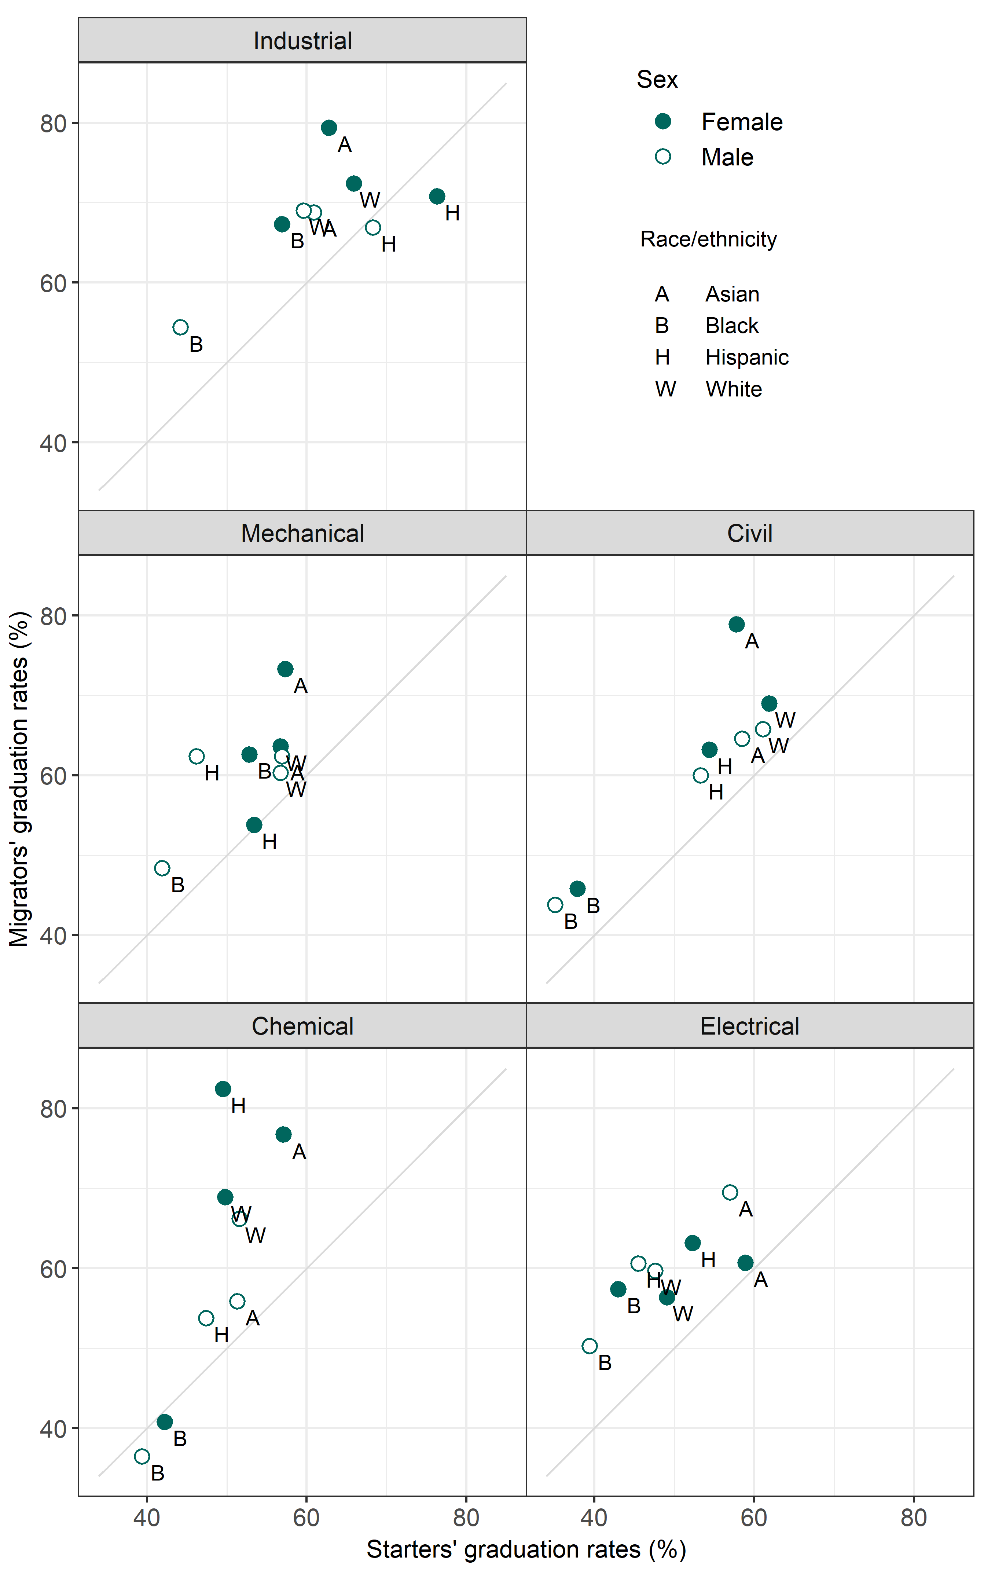 Industrial
Sex
Female
Male
Race/ethnicity
A Asian
B Black
H Hispanic
W White
80
60
40
A
W
H
B
W
A
H
B
Mechanical
Civil
80
60
40
A
W
B
A
W
H
H
B
A
W
W
A
H
H
B
B
Chemical
Electrical
80
60
40
H
A
W
W
A
H
B
B
A
H
A
H
W
B
W
B
40 60 80
40 60 80
Starters' graduation rates (%)
Migrators' graduation rates (%)